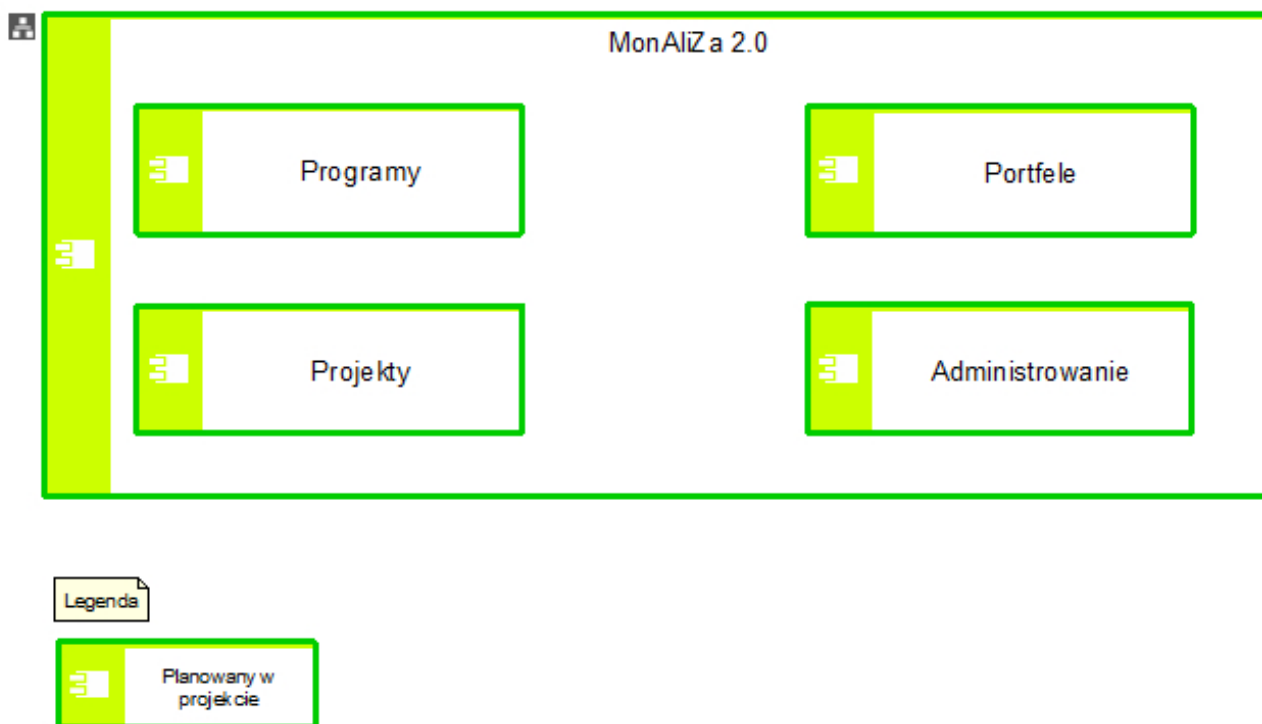 MonAliZa 2.0
Programy
Portfele
Projekty
Administrowanie
Legenda
Planowany w
projekcie